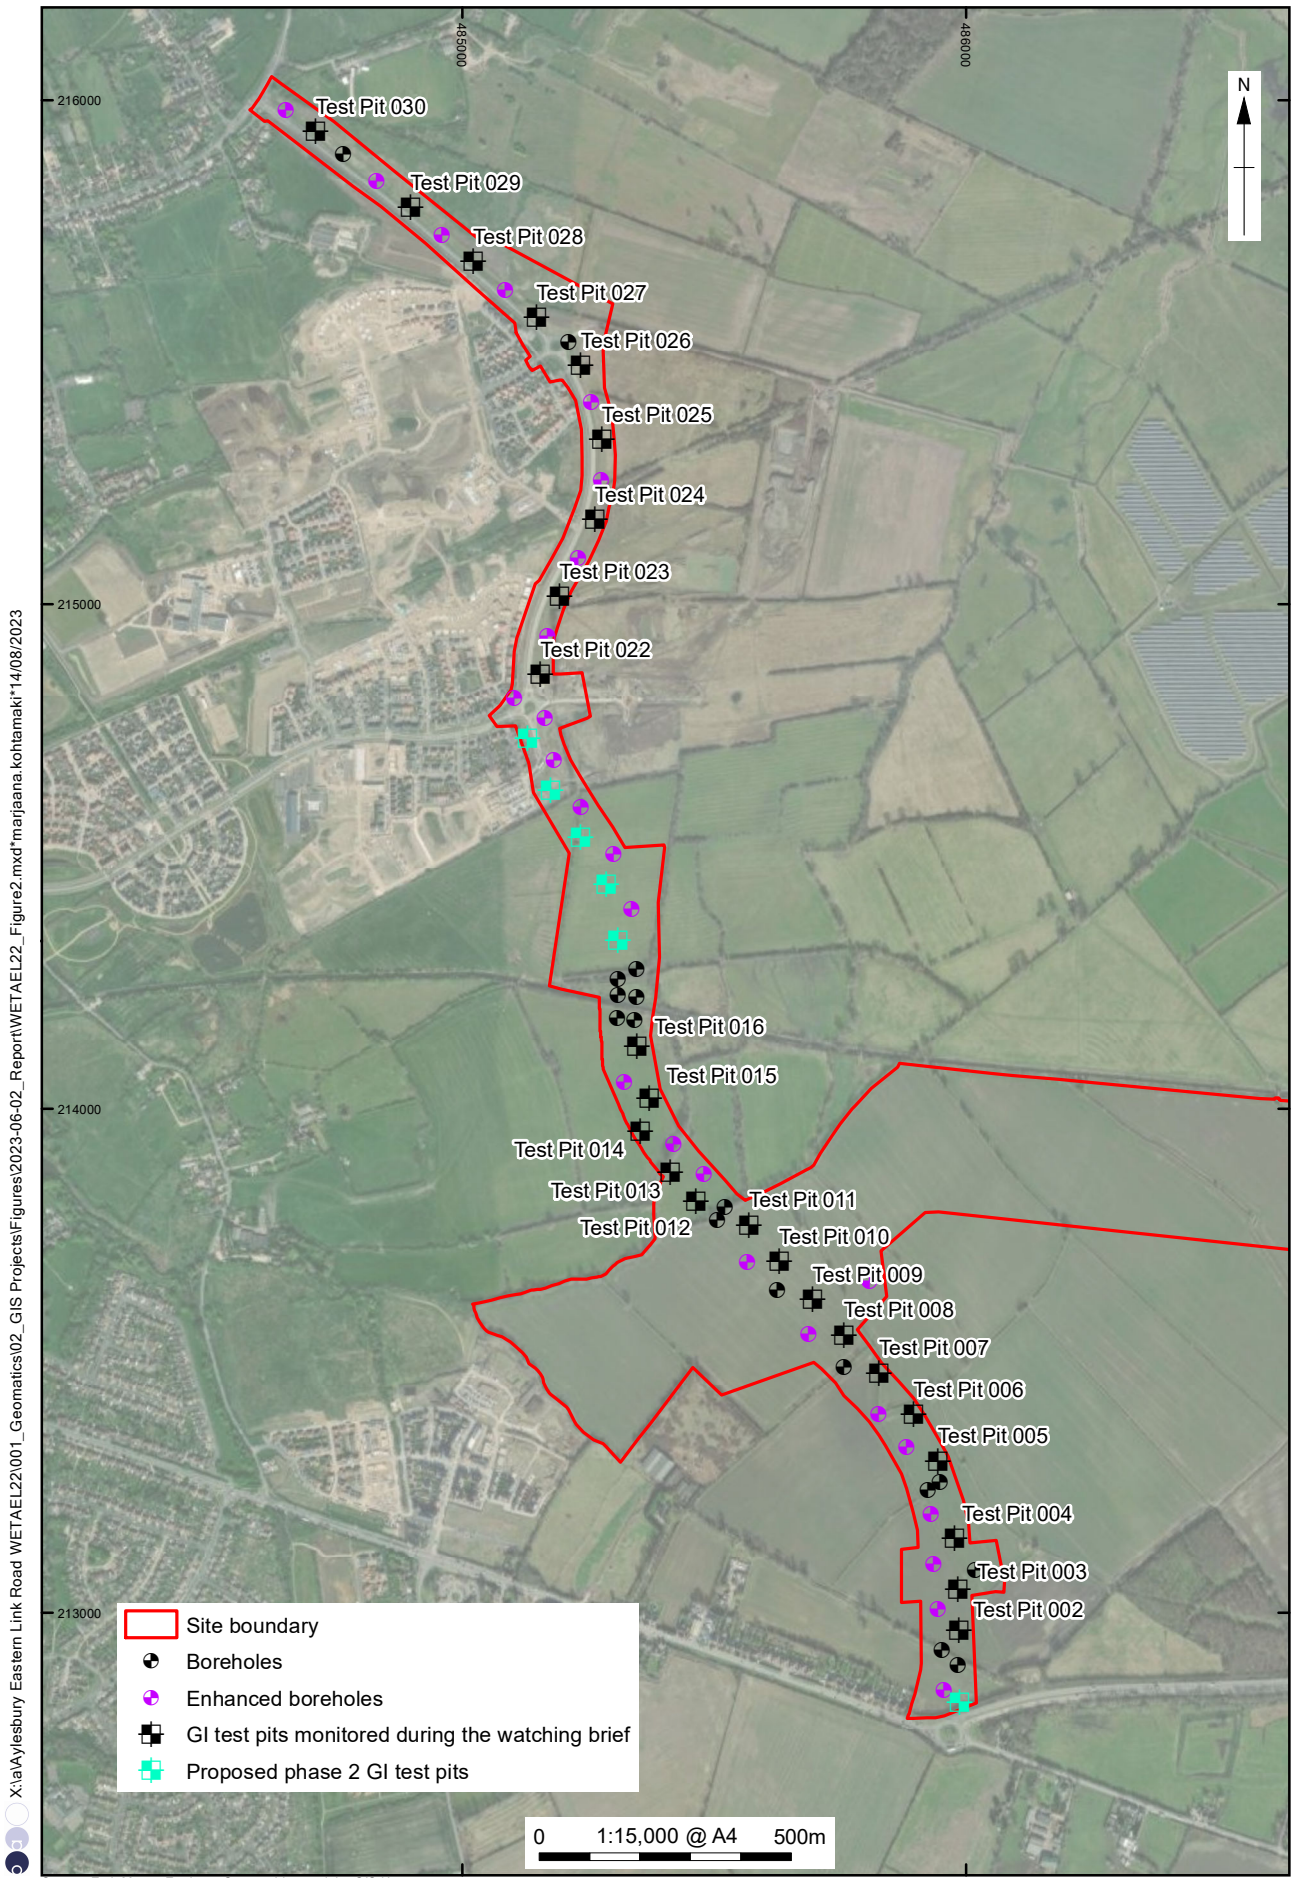 485000
486000
216000
215000
214000
213000
N
Test Pit 030
Test Pit 029
Test Pit 028
Test Pit 027
Test Pit 026
Test Pit 025
Test Pit 024
Test Pit 023
Test Pit 022
Test Pit 016
Test Pit 015
Test Pit 014
Test Pit 013
Test Pit 012
Test Pit 011
Test Pit 010
Test Pit 009
Test Pit 008
Test Pit 007
Test Pit 006
Test Pit 005
Test Pit 004
Test Pit 003
Test Pit 002
Site boundary
Boreholes
Enhanced boreholes
GI test pits monitored during the watching brief
Proposed phase 2 GI test pits
0 1:15,000 @ A4 500m
X:\a\Aylesbury Eastern Link Road WETAEL22\001_Geomatics\02_GIS Projects\Figures\2023-06-02_Report\WETAEL22_Figure2.mxd*marjaana.kohtamaki*14/08/2023